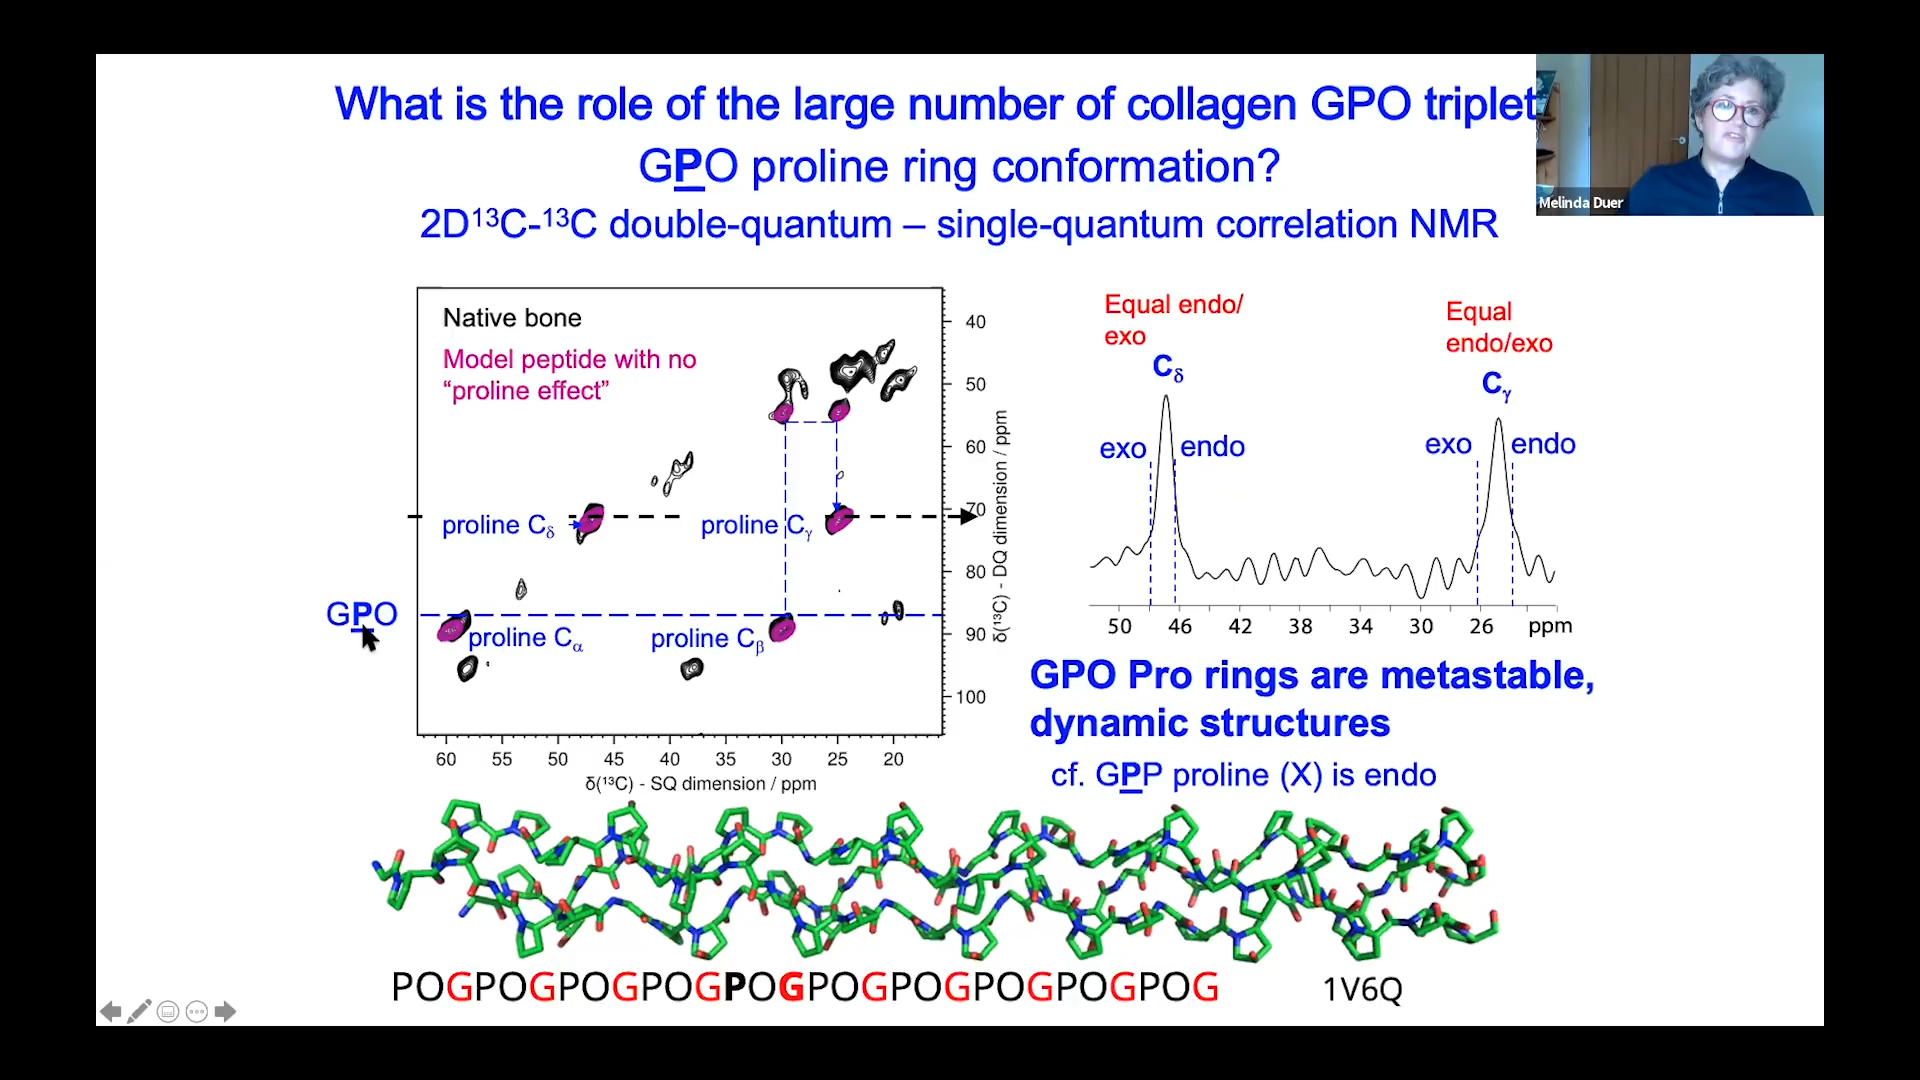 What is the role of the large number of collagen GPO triplet
GPO proline ring conformation?
2D¹³C-¹³C double-quantum – single-quantum correlation NMR
Melinda Duer
Native bone
Model peptide with no
“proline effect”
proline Cδ
proline Cγ
GPO
proline Cα
proline Cβ
40
50
60
70
80
90
100
δ(¹³C) - DQ dimension / ppm
60 55 50 45 40 35 30 25 20
δ(¹³C) - SQ dimension / ppm
Equal endo/
exo
Cδ
exo endo
Equal
endo/exo
Cγ
exo endo
50 46 42 38 34 30 26 ppm
GPO Pro rings are metastable,
dynamic structures
cf. GPP proline (X) is endo
POGPOGPOGPOGPOGPOGPOGPOGPOGPOG
1V6Q